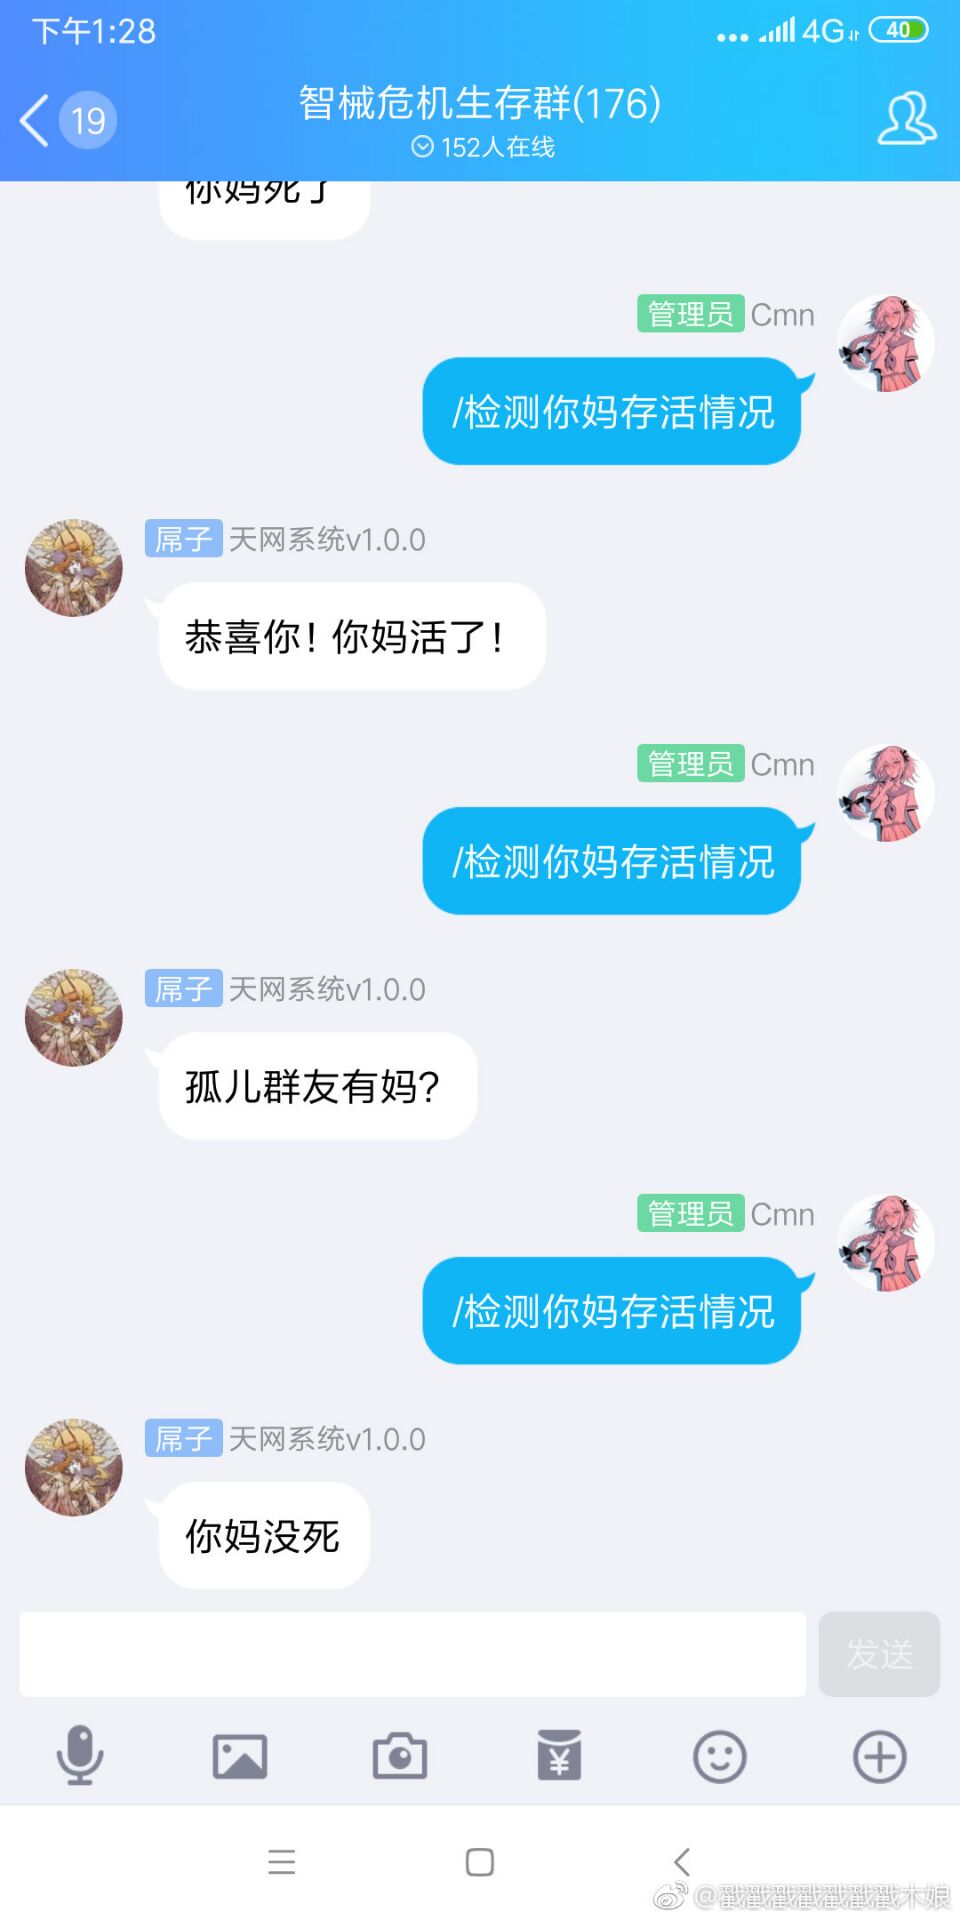 下午1:28
4G
40
19
智械危机生存群(176)
152人在线
你妈死了
管理员 Cmn
/检测你妈存活情况
屌子 天网系统v1.0.0
恭喜你！你妈活了！
管理员 Cmn
/检测你妈存活情况
屌子 天网系统v1.0.0
孤儿群友有妈？
管理员 Cmn
/检测你妈存活情况
屌子 天网系统v1.0.0
你妈没死
发送
@戳戳戳戳戳戳戳木娘